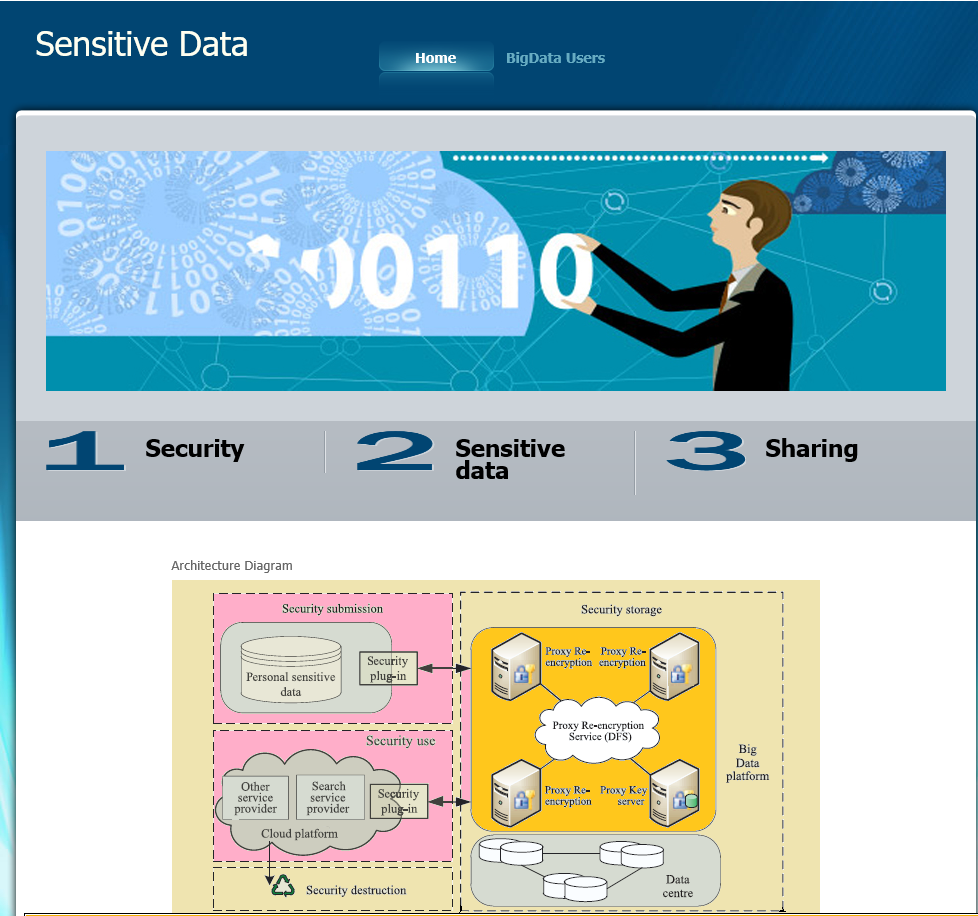 Sensitive Data
Home
BigData Users
100110
1
Security
2
Sensitive
data
3
Sharing
Architecture Diagram
Security submission
Personal sensitive
data
Security
plug-in
Security use
Other
service
provider
Search
service
provider
Security
plug-in
Cloud platform
Security destruction
Security storage
Proxy Re-
encryption
Proxy Re-
encryption
Proxy Re-encryption
Service (DFS)
Proxy Re-
encryption
Proxy Key
server
Big
Data
platform
Data
centre